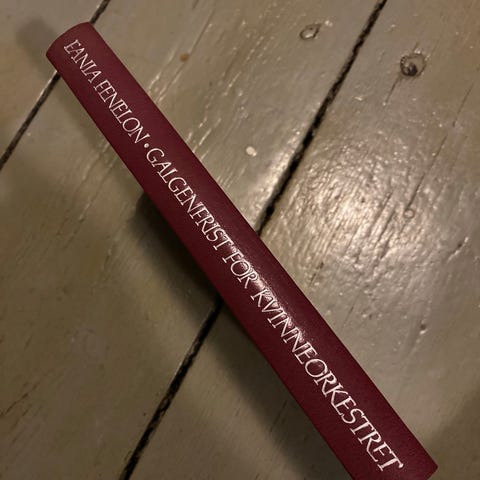 FANIA FENELON • GALGENFRIST FOR KVINNEORKESTRET